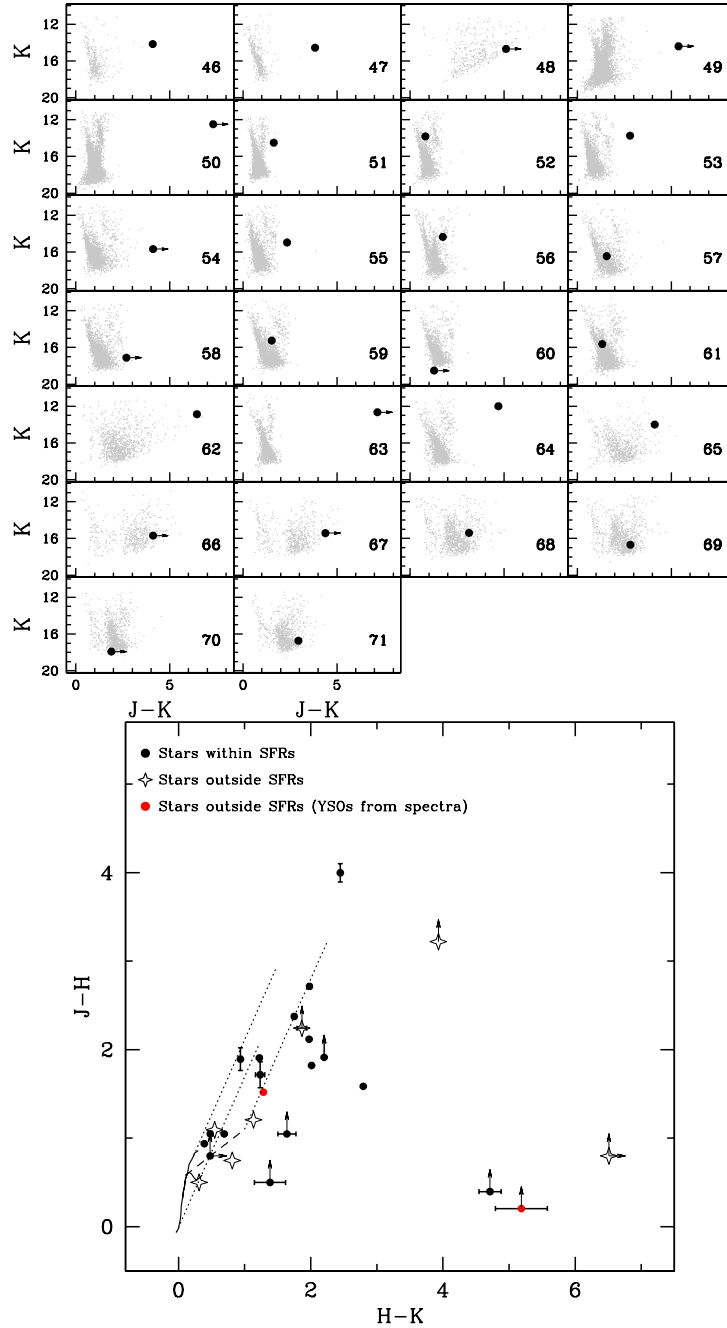 K 12 16 20 46 47 48 49
K 12 16 20 50 51 52 53
K 12 16 20 54 55 56 57
K 12 16 20 58 59 60 61
K 12 16 20 62 63 64 65
K 12 16 20 66 67 68 69
K 12 16 20 70 71
0 5 0 5
J−K J−K
Stars within SFRs
Stars outside SFRs
Stars outside SFRs (YSOs from spectra)
J−H
4
2
0
0 2 4 6
H−K